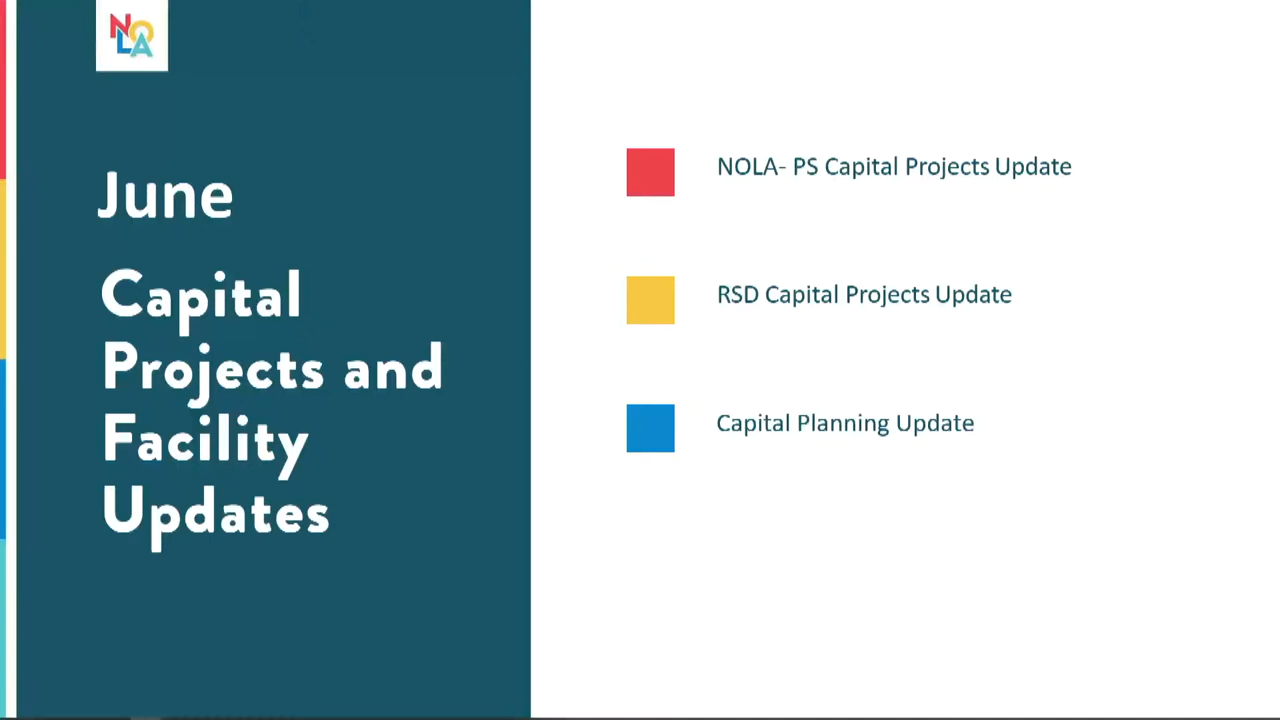 NOLA
June
Capital
Projects and
Facility
Updates
NOLA- PS Capital Projects Update
RSD Capital Projects Update
Capital Planning Update